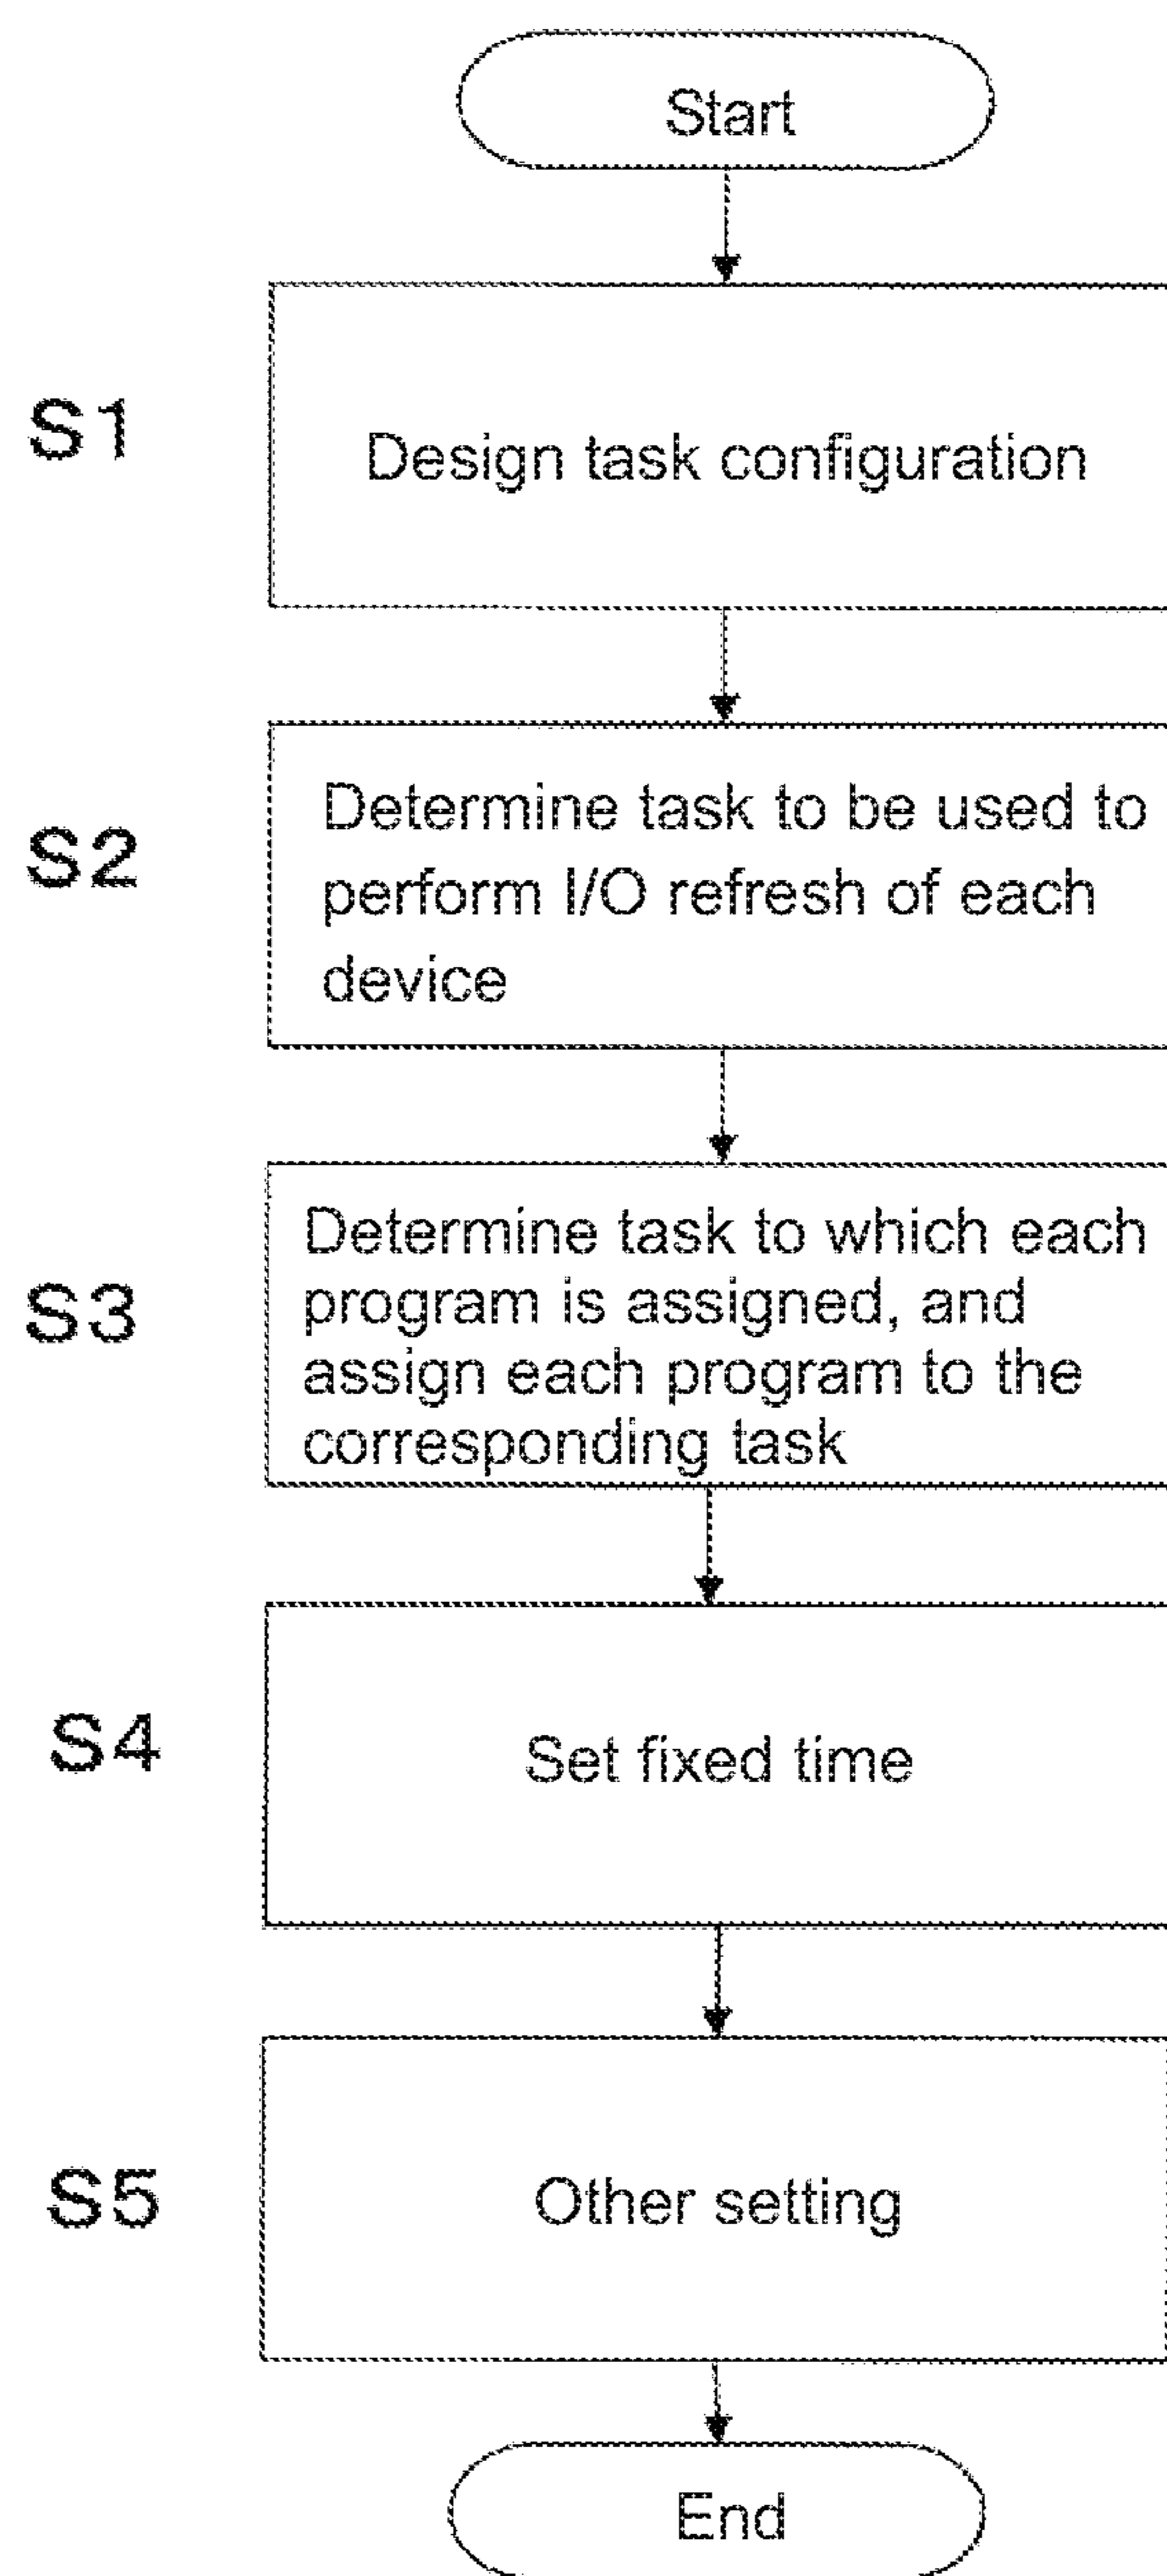 Start
S1
Design task configuration
S2
Determine task to be used to
perform I/O refresh of each
device
S3
Determine task to which each
program is assigned, and
assign each program to the
corresponding task
S4
Set fixed time
S5
Other setting
End